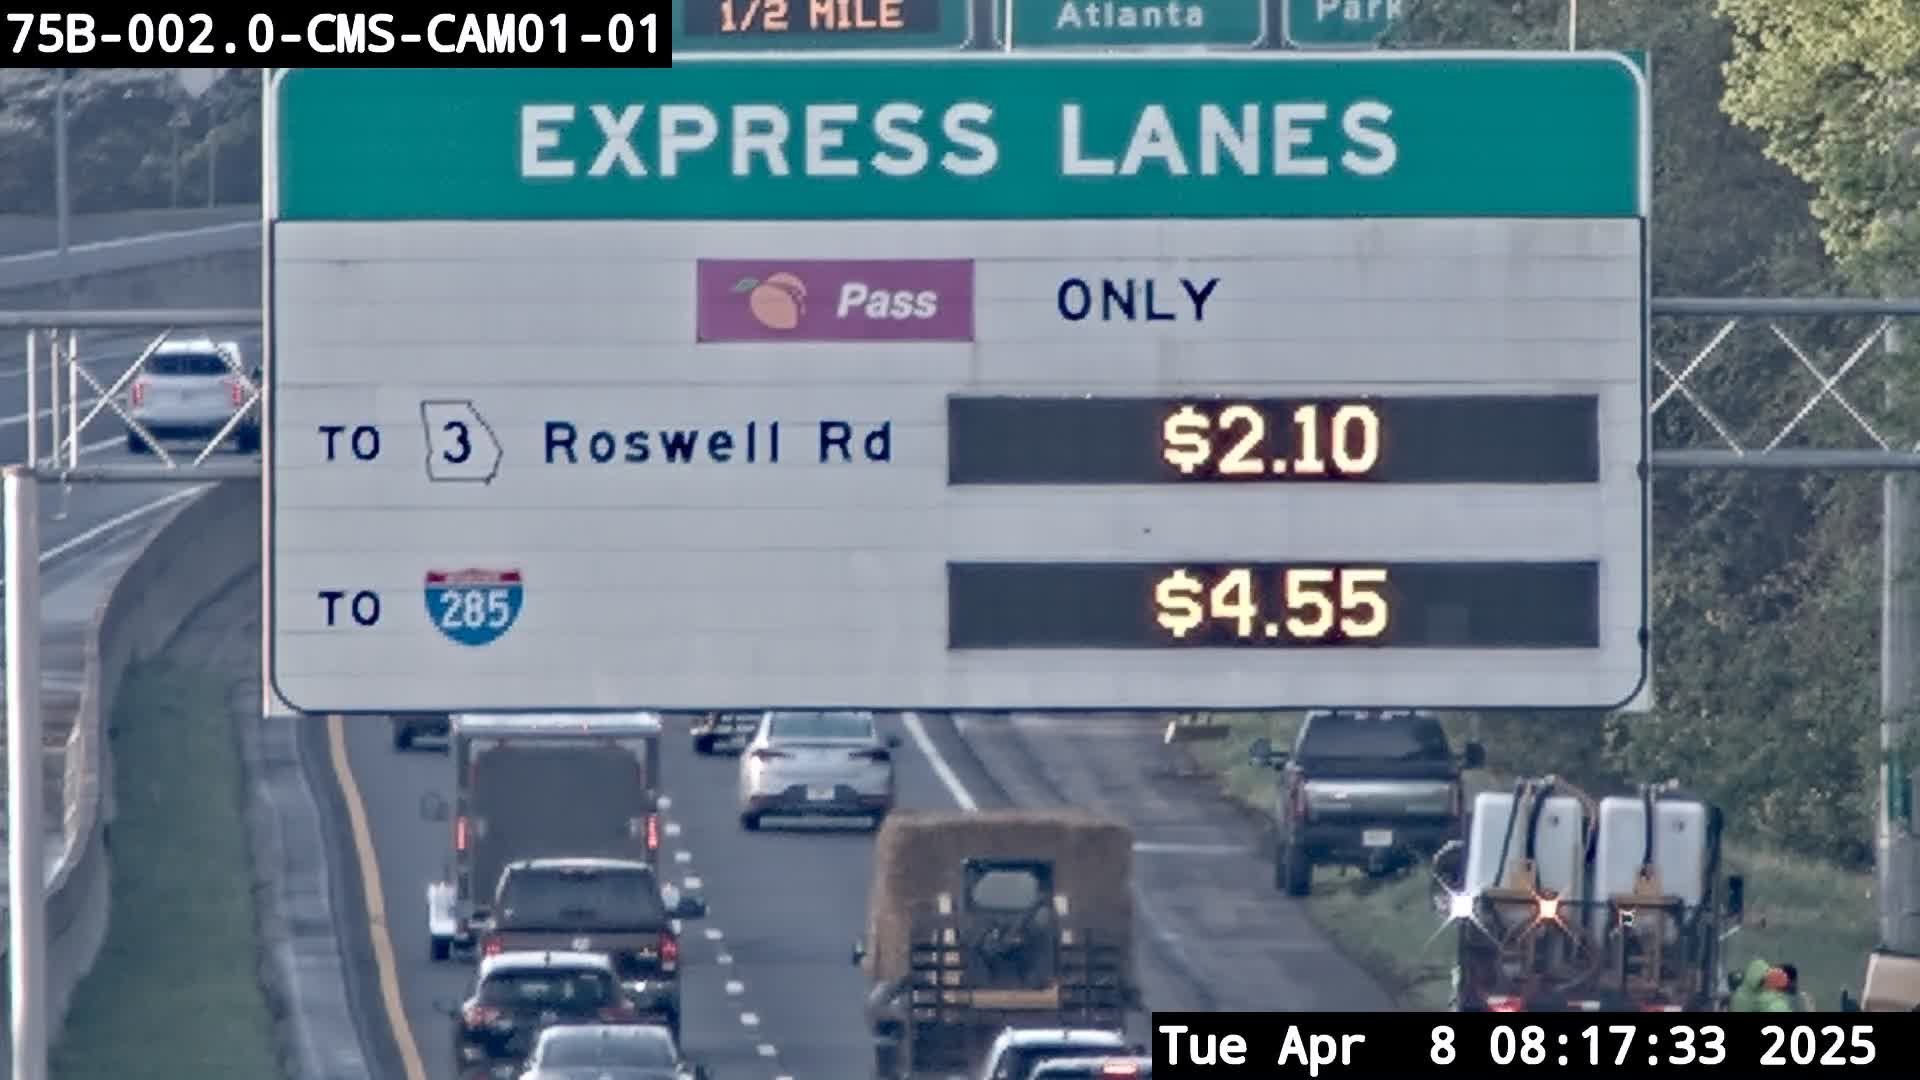 75B-002.0-CMS-CAM01-01
1/2 MILE
Atlanta
Park
EXPRESS LANES
Pass ONLY
TO 3 Roswell Rd $2.10
TO 285 $4.55
Tue Apr 8 08:17:33 2025